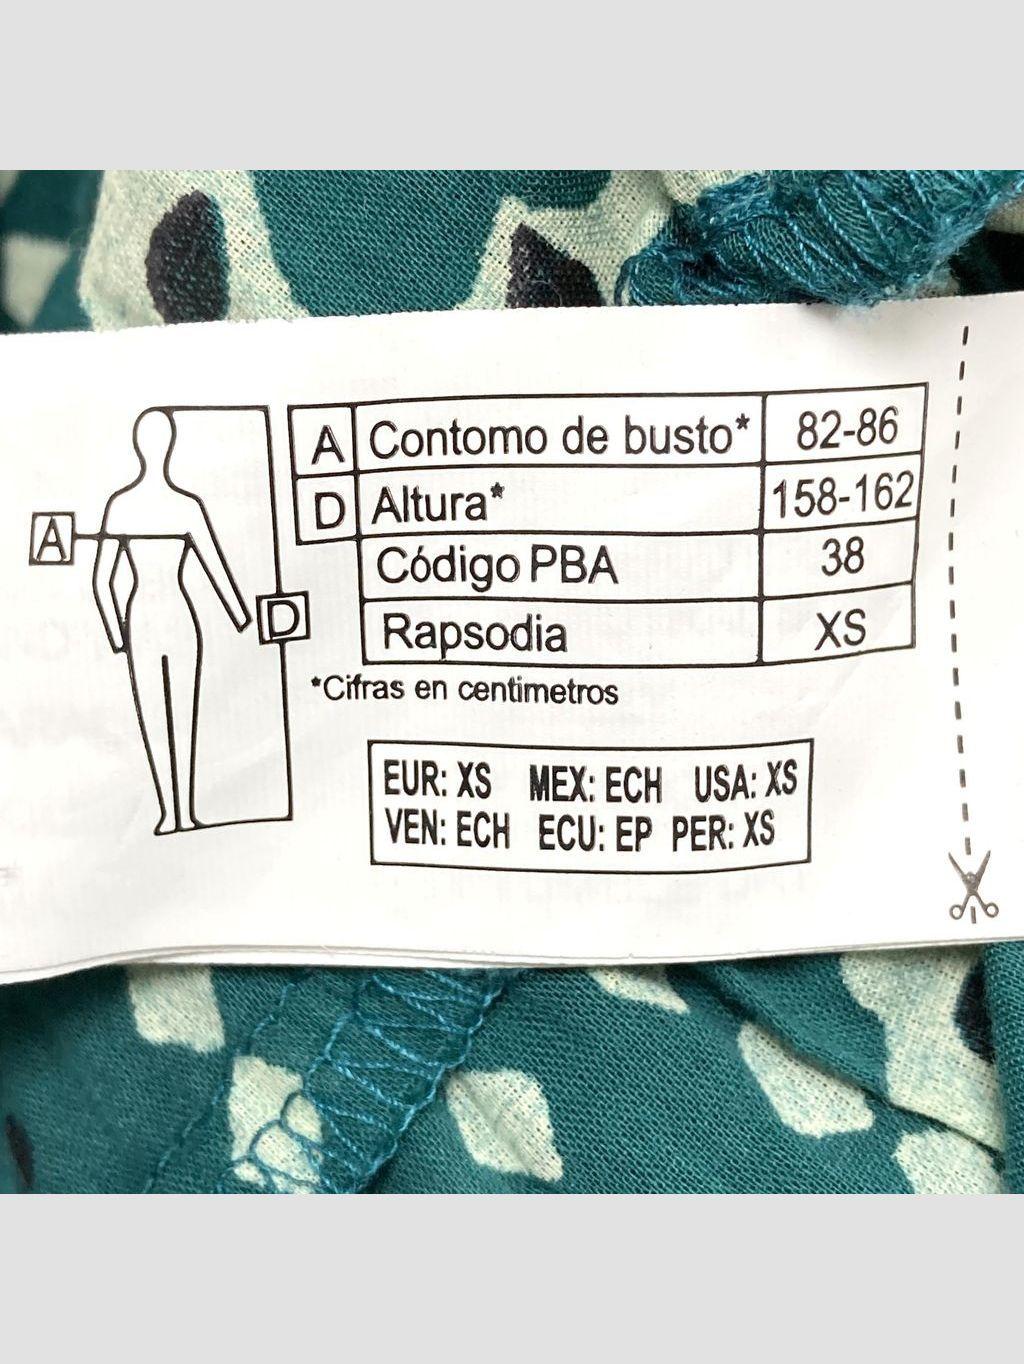 A Contomo de busto* 82-86
D Altura* 158-162
Código PBA 38
Rapsodia XS
A
D
*Cifras en centimetros
EUR: XS MEX: ECH USA: XS
VEN: ECH ECU: EP PER: XS